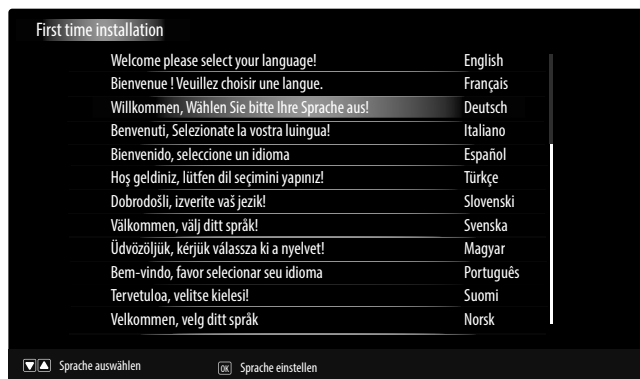 First time installation
Welcome please select your language! English
Bienvenue ! Veuillez choisir une langue. Français
Willkommen, Wählen Sie bitte Ihre Sprache aus! Deutsch
Benvenuti, Selezionate la vostra luingua! Italiano
Bienvenido, seleccione un idioma Español
Hoş geldiniz, lütfen dil seçimini yapınız! Türkçe
Dobrodošli, izverite vaš jezik! Slovenski
Välkommen, välj ditt språk! Svenska
Üdvözöljük, kérjük válassza ki a nyelvet! Magyar
Bem-vindo, favor selecionar seu idioma Português
Tervetuloa, velitse kielesi! Suomi
Velkommen, velg ditt språk Norsk
Sprache auswählen OK Sprache einstellen